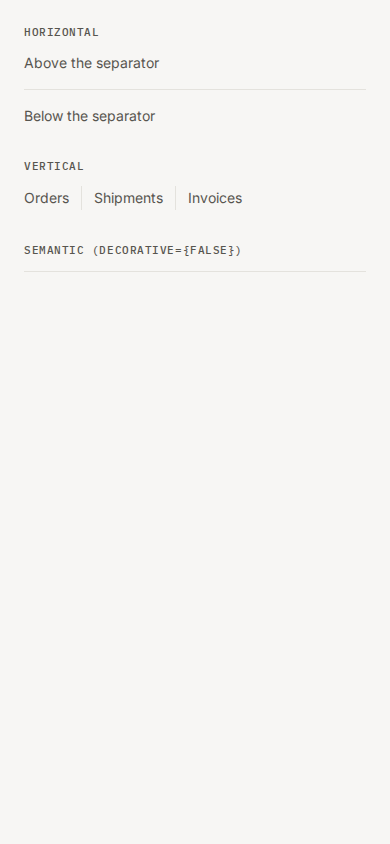 HORIZONTAL
Above the separator
Below the separator
VERTICAL
Orders Shipments Invoices
SEMANTIC (DECORATIVE={FALSE})